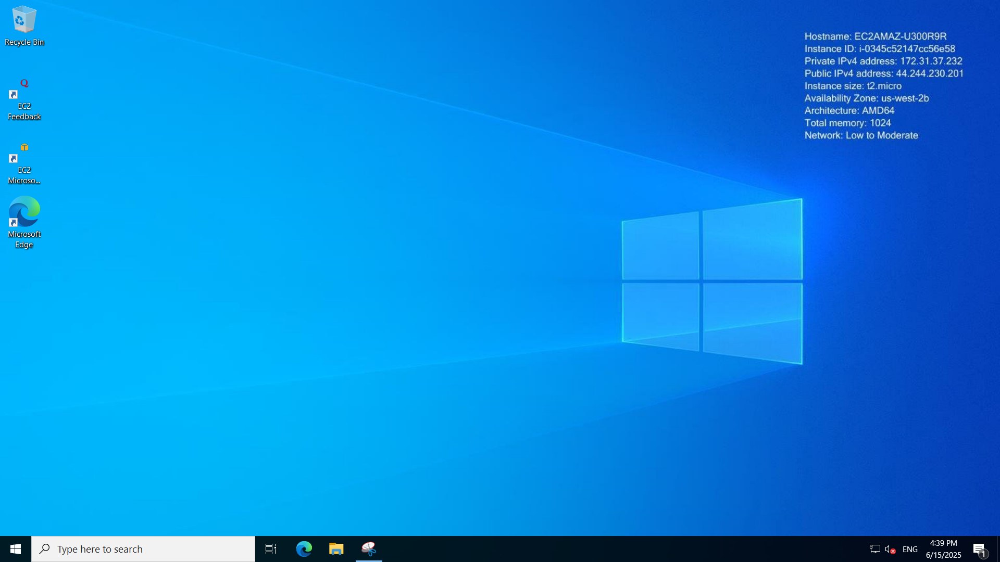 Recycle Bin
Q
EC2
Feedback
EC2
Microso...
Microsoft
Edge
Hostname: EC2AMAZ-U300R9R
Instance ID: i-0345c52147cc56e58
Private IPv4 address: 172.31.37.232
Public IPv4 address: 44.244.230.201
Instance size: t2.micro
Availability Zone: us-west-2b
Architecture: AMD64
Total memory: 1024
Network: Low to Moderate
Type here to search
ENG
4:39 PM
6/15/2025
1